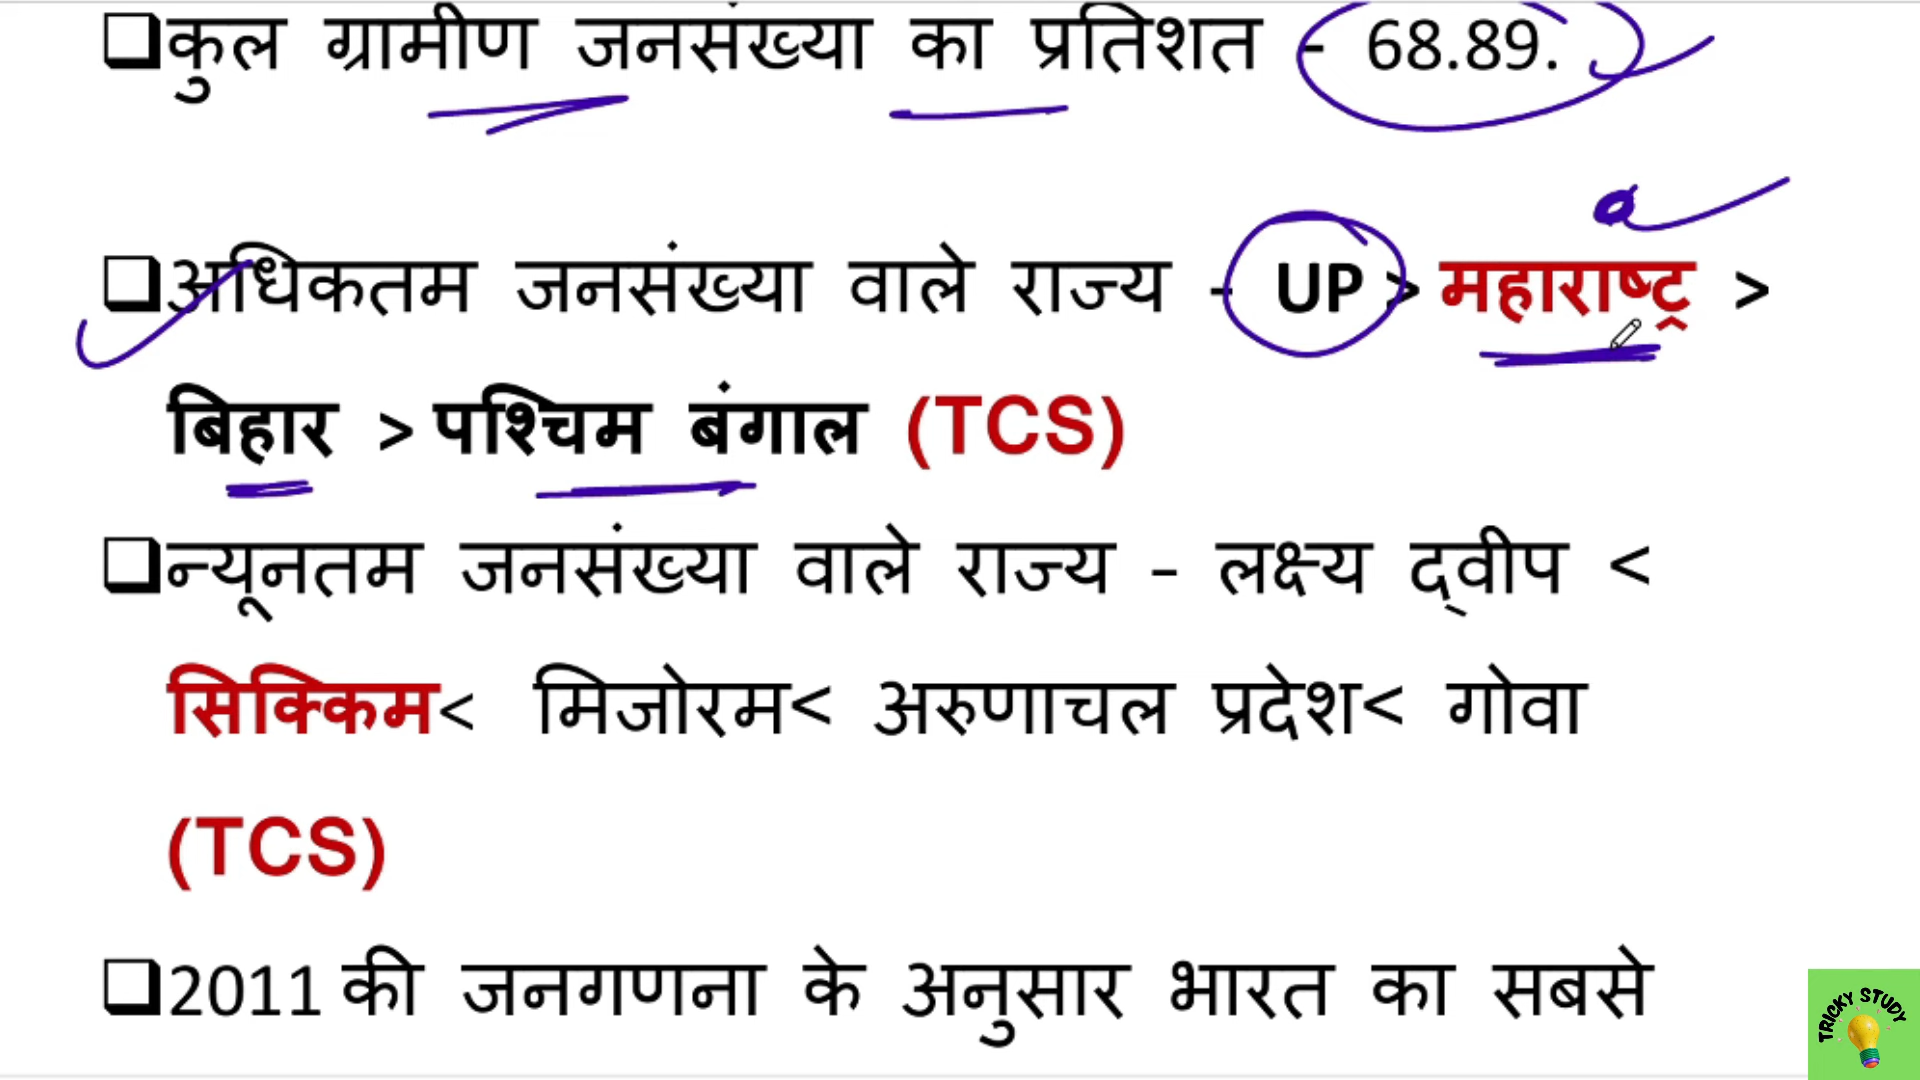 ❑कुल ग्रामीण जनसंख्या का प्रतिशत - 68.89.
❑अधिकतम जनसंख्या वाले राज्य - UP > महाराष्ट्र >
बिहार > पश्चिम बंगाल (TCS)
❑न्यूनतम जनसंख्या वाले राज्य - लक्ष्य द्वीप <
सिक्किम< मिजोरम< अरुणाचल प्रदेश< गोवा
(TCS)
❑2011 की जनगणना के अनुसार भारत का सबसे
TRICKY STUDY